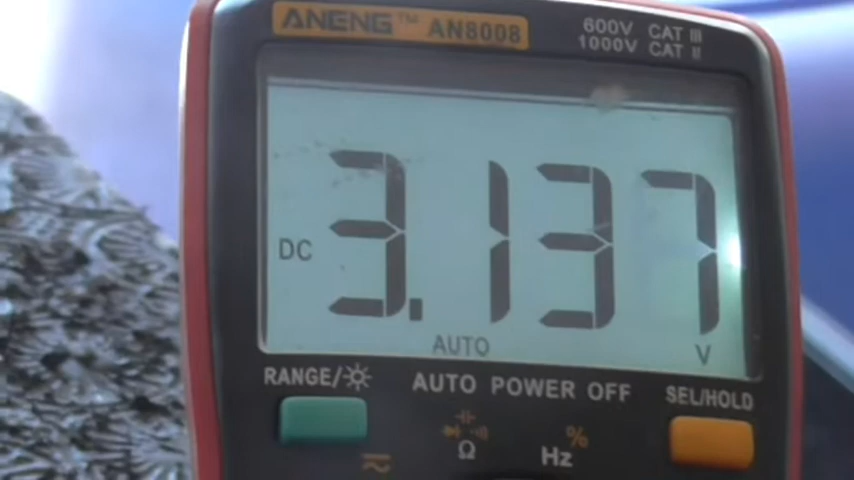 ANENG™ AN8008
600V CAT III
1000V CAT II
DC 3.137 V
AUTO
RANGE/ AUTO POWER OFF SEL/HOLD
Ω Hz %